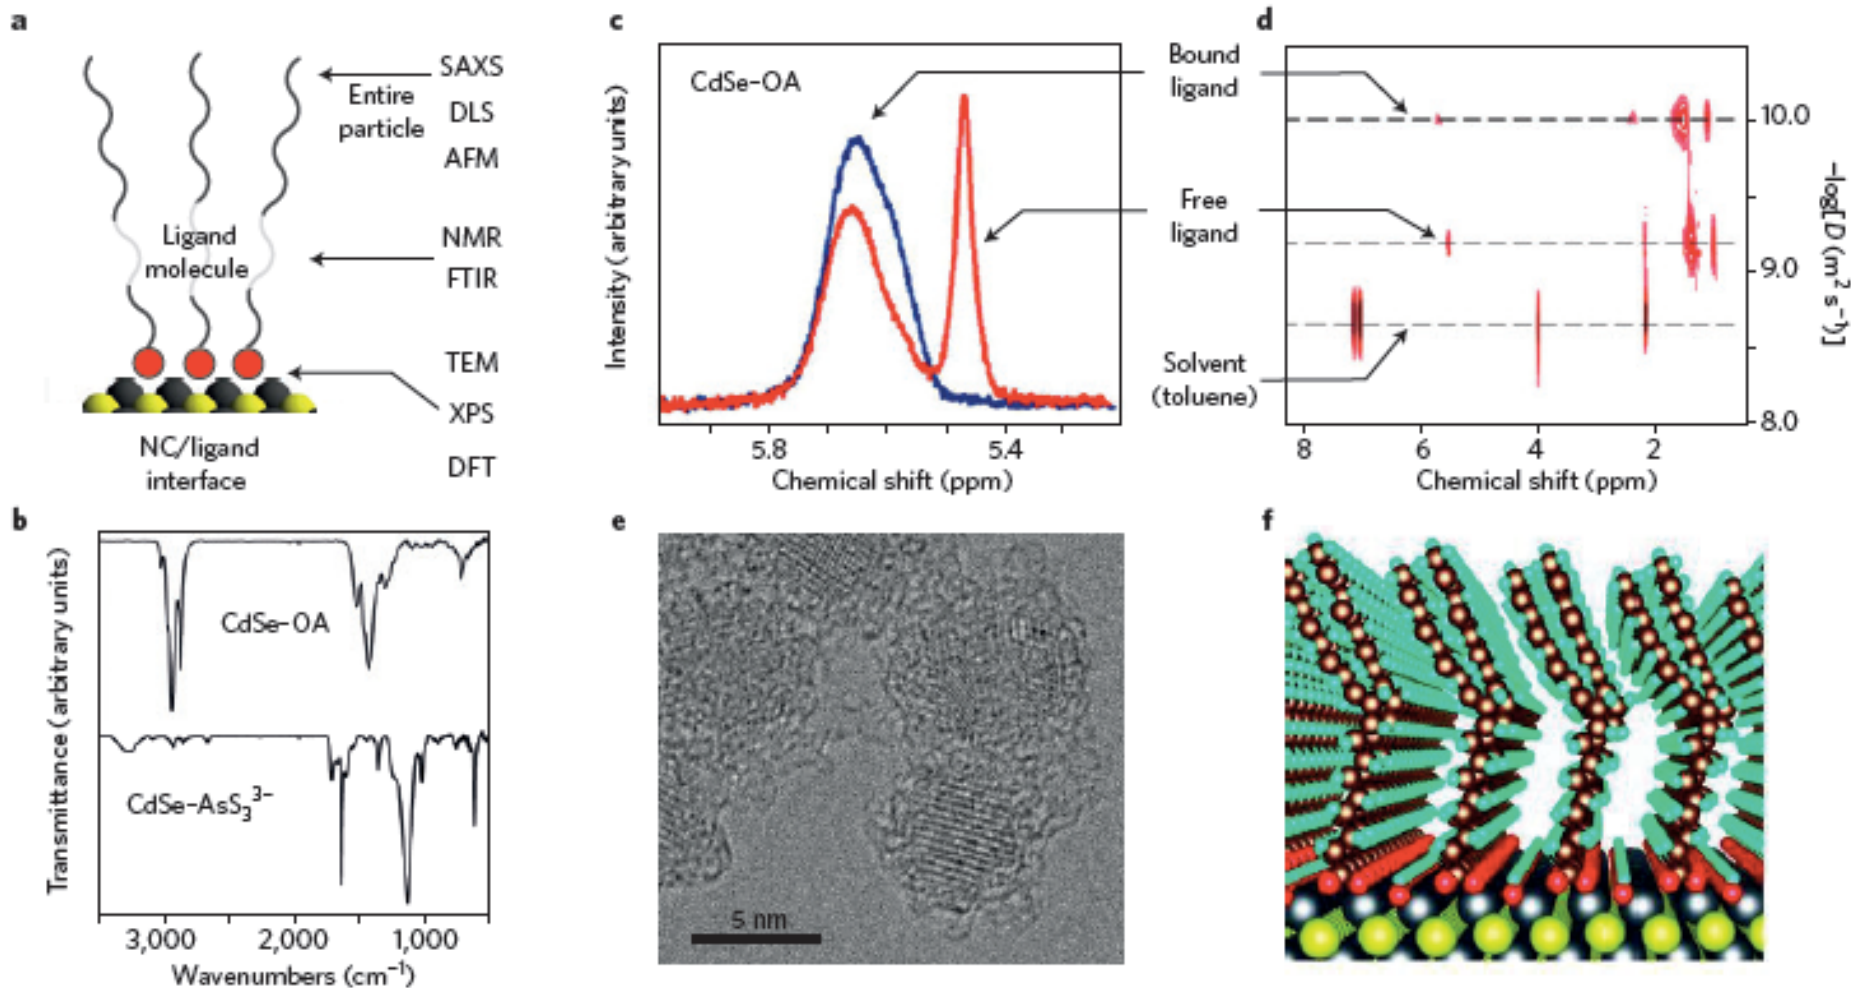 a
SAXS
Entire
particle
DLS
AFM
Ligand
molecule
NMR
FTIR
TEM
XPS
NC/ligand
interface
DFT
b
Transmittance (arbitrary units)
CdSe–OA
CdSe–AsS₃³⁻
3,000 2,000 1,000
Wavenumbers (cm⁻¹)
c
Intensity (arbitrary units)
CdSe–OA
5.8 5.4
Chemical shift (ppm)
Bound
ligand
Free
ligand
Solvent
(toluene)
d
10.0
9.0
8.0
–log[D (m² s⁻¹)]
8 6 4 2
Chemical shift (ppm)
e
5 nm
f